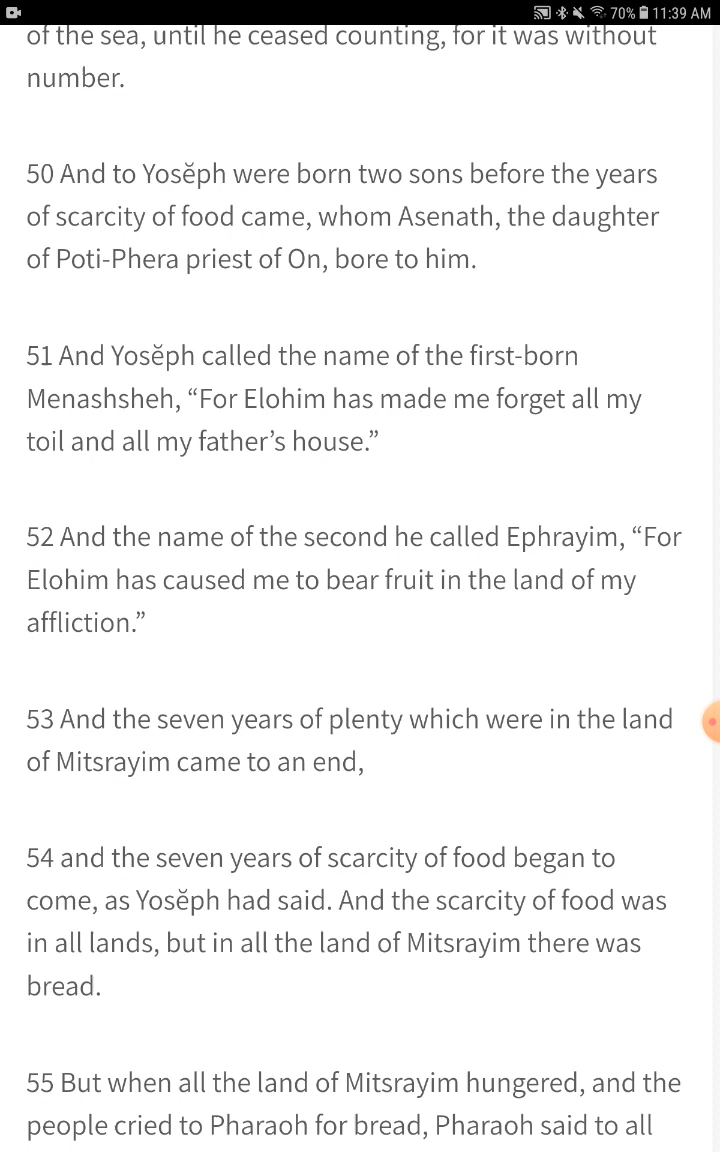 70% 11:39 AM
of the sea, until he ceased counting, for it was without
number.
50 And to Yosĕph were born two sons before the years
of scarcity of food came, whom Asenath, the daughter
of Poti-Phera priest of On, bore to him.
51 And Yosĕph called the name of the first-born
Menashsheh, “For Elohim has made me forget all my
toil and all my father’s house.”
52 And the name of the second he called Ephrayim, “For
Elohim has caused me to bear fruit in the land of my
affliction.”
53 And the seven years of plenty which were in the land
of Mitsrayim came to an end,
54 and the seven years of scarcity of food began to
come, as Yosĕph had said. And the scarcity of food was
in all lands, but in all the land of Mitsrayim there was
bread.
55 But when all the land of Mitsrayim hungered, and the
people cried to Pharaoh for bread, Pharaoh said to all